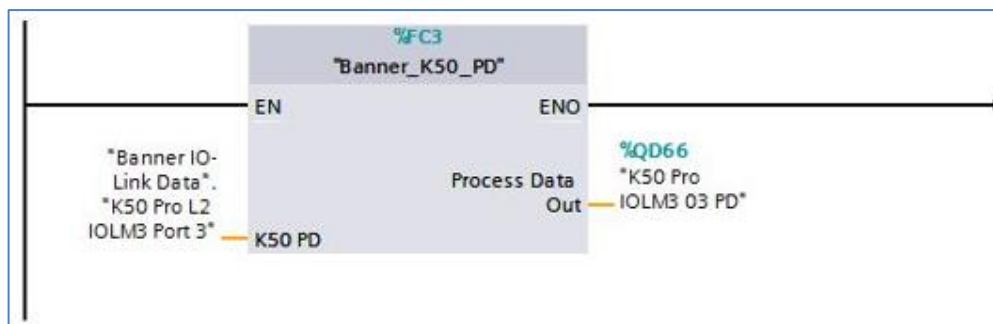 %FC3
"Banner_K50_PD"
EN
ENO
"Banner IO-
Link Data".
"K50 Pro L2
IOLM3 Port 3"
K50 PD
Process Data
Out
%QD66
"K50 Pro
IOLM3 03 PD"